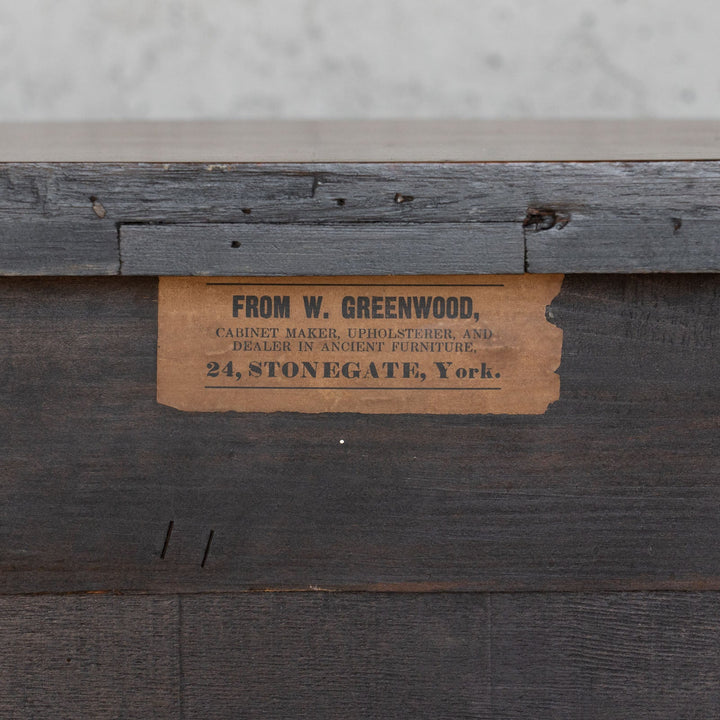 FROM W. GREENWOOD,
CABINET MAKER, UPHOLSTERER, AND
DEALER IN ANCIENT FURNITURE,
24, STONEGATE, York.